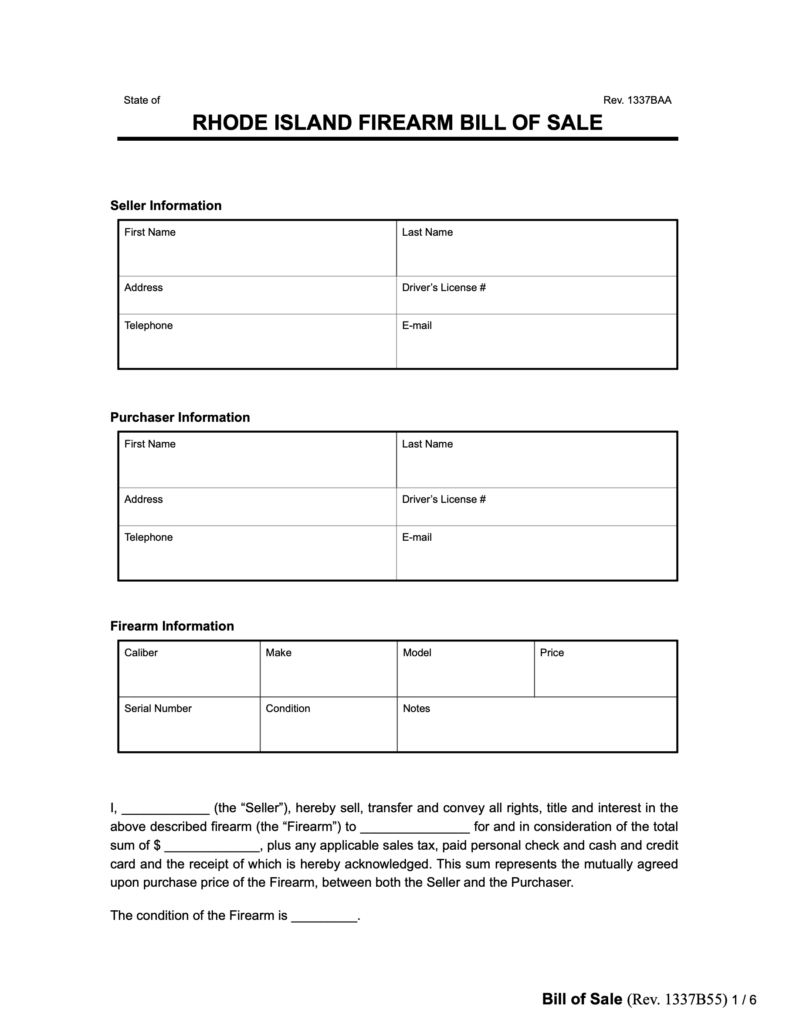 State of Rev. 1337BAA
RHODE ISLAND FIREARM BILL OF SALE
Seller Information
First Name Last Name
Address Driver’s License #
Telephone E-mail
Purchaser Information
First Name Last Name
Address Driver’s License #
Telephone E-mail
Firearm Information
Caliber Make Model Price
Serial Number Condition Notes
I, ____________ (the “Seller”), hereby sell, transfer and convey all rights, title and interest in the
above described firearm (the “Firearm”) to _______________ for and in consideration of the total
sum of $ _____________, plus any applicable sales tax, paid personal check and cash and credit
card and the receipt of which is hereby acknowledged. This sum represents the mutually agreed
upon purchase price of the Firearm, between both the Seller and the Purchaser.
The condition of the Firearm is _________.
Bill of Sale (Rev. 1337B55) 1 / 6